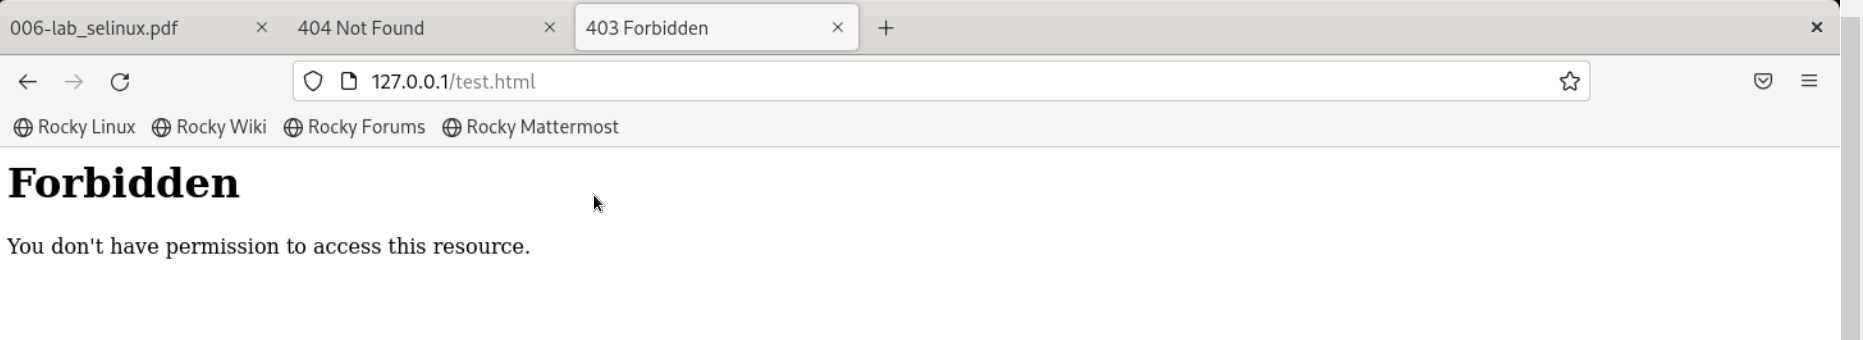 006-lab_selinux.pdf 404 Not Found 403 Forbidden
127.0.0.1/test.html
Rocky Linux Rocky Wiki Rocky Forums Rocky Mattermost
Forbidden
You don't have permission to access this resource.